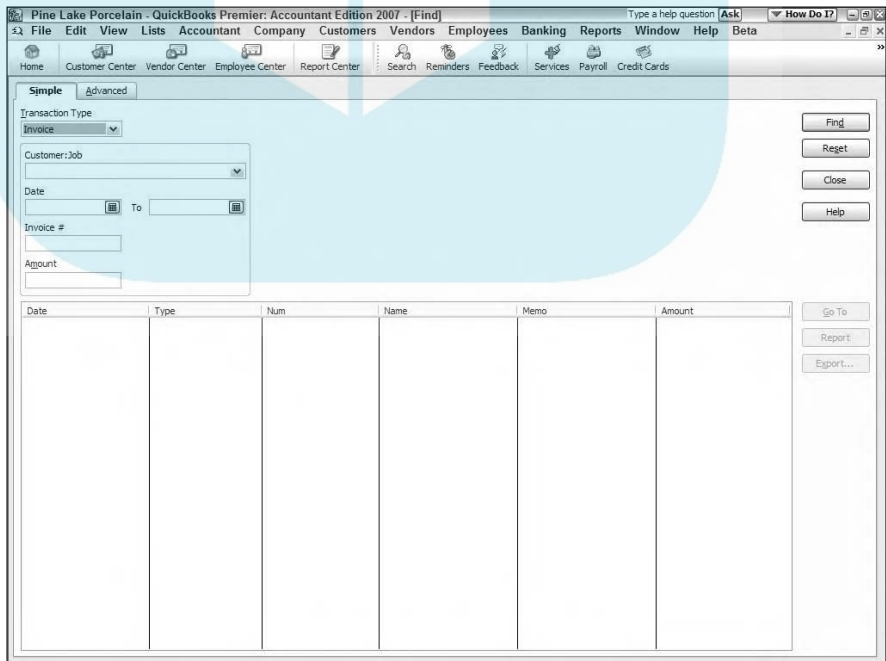 Pine Lake Porcelain - QuickBooks Premier: Accountant Edition 2007 - [Find]
Type a help question Ask How Do I?
File Edit View Lists Accountant Company Customers Vendors Employees Banking Reports Window Help Beta
Home Customer Center Vendor Center Employee Center Report Center Search Reminders Feedback Services Payroll Credit Cards »
Simple Advanced
Transaction Type
Invoice
Customer:Job
Date
To
Invoice #
Amount
Find
Reset
Close
Help
Date Type Num Name Memo Amount
Go To
Report
Export...